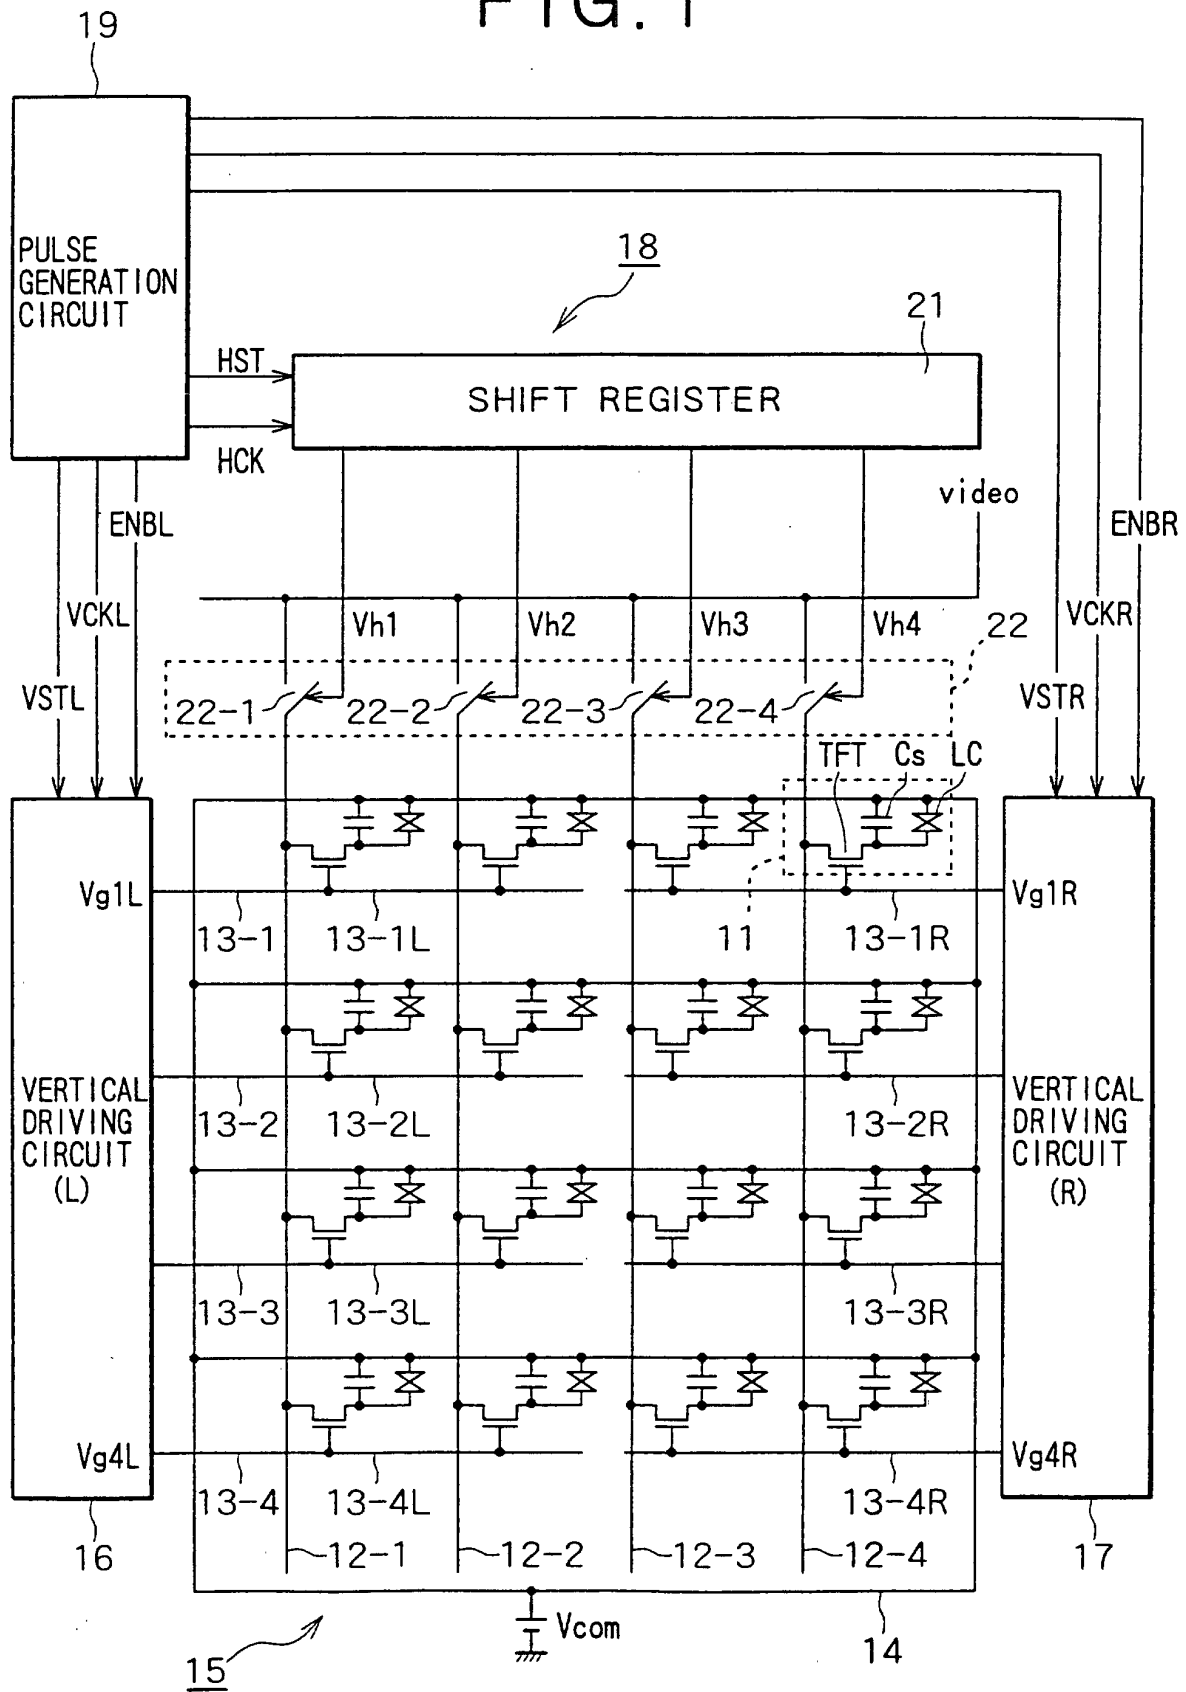 FIG. 1
19
PULSE
GENERATION
CIRCUIT
18
21
HST
SHIFT REGISTER
HCK
video
ENBL
ENBR
VCKL
Vh1
Vh2
Vh3
Vh4
22
VCKR
VSTL
22-1
22-2
22-3
22-4
VSTR
TFT
Cs
LC
Vg1L
Vg1R
13-1
13-1L
11
13-1R
VERTICAL
DRIVING
CIRCUIT
(L)
13-2
13-2L
13-2R
VERTICAL
DRIVING
CIRCUIT
(R)
13-3
13-3L
13-3R
Vg4L
Vg4R
13-4
13-4L
13-4R
16
12-1
12-2
12-3
12-4
17
Vcom
14
15